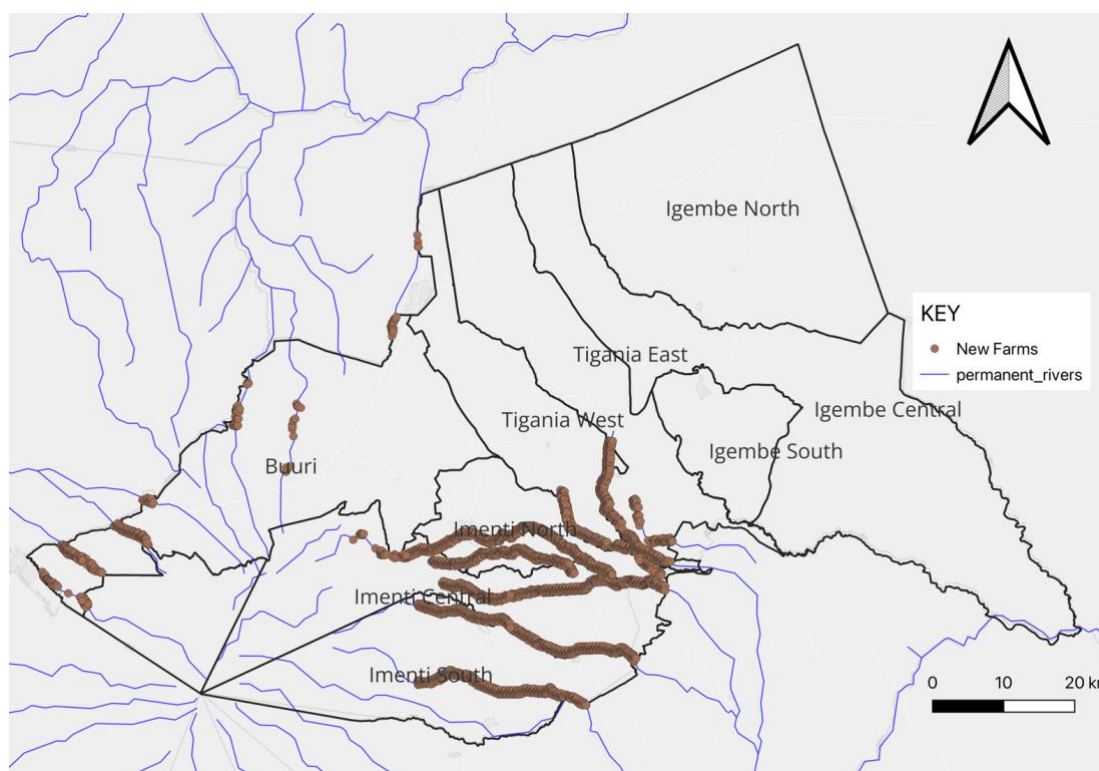 Igembe North
KEY
New Farms
permanent_rivers
Tigania East
Tigania West
Igembe Central
Igembe South
Buuri
Imenti North
Imenti Central
Imenti South
0 10 20 km